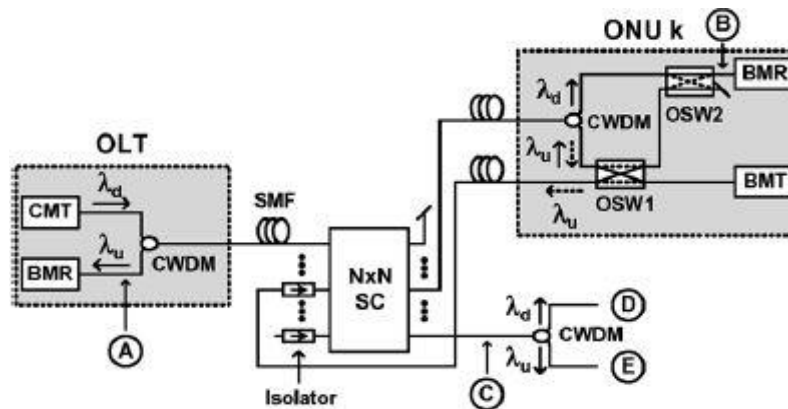 ONU k
B
BMR
λd
CWDM
OSW2
λu
OSW1
BMT
λu
OLT
CMT
λd
SMF
BMR
λu
CWDM
NxN
SC
A
Isolator
C
λd
CWDM
λu
D
E